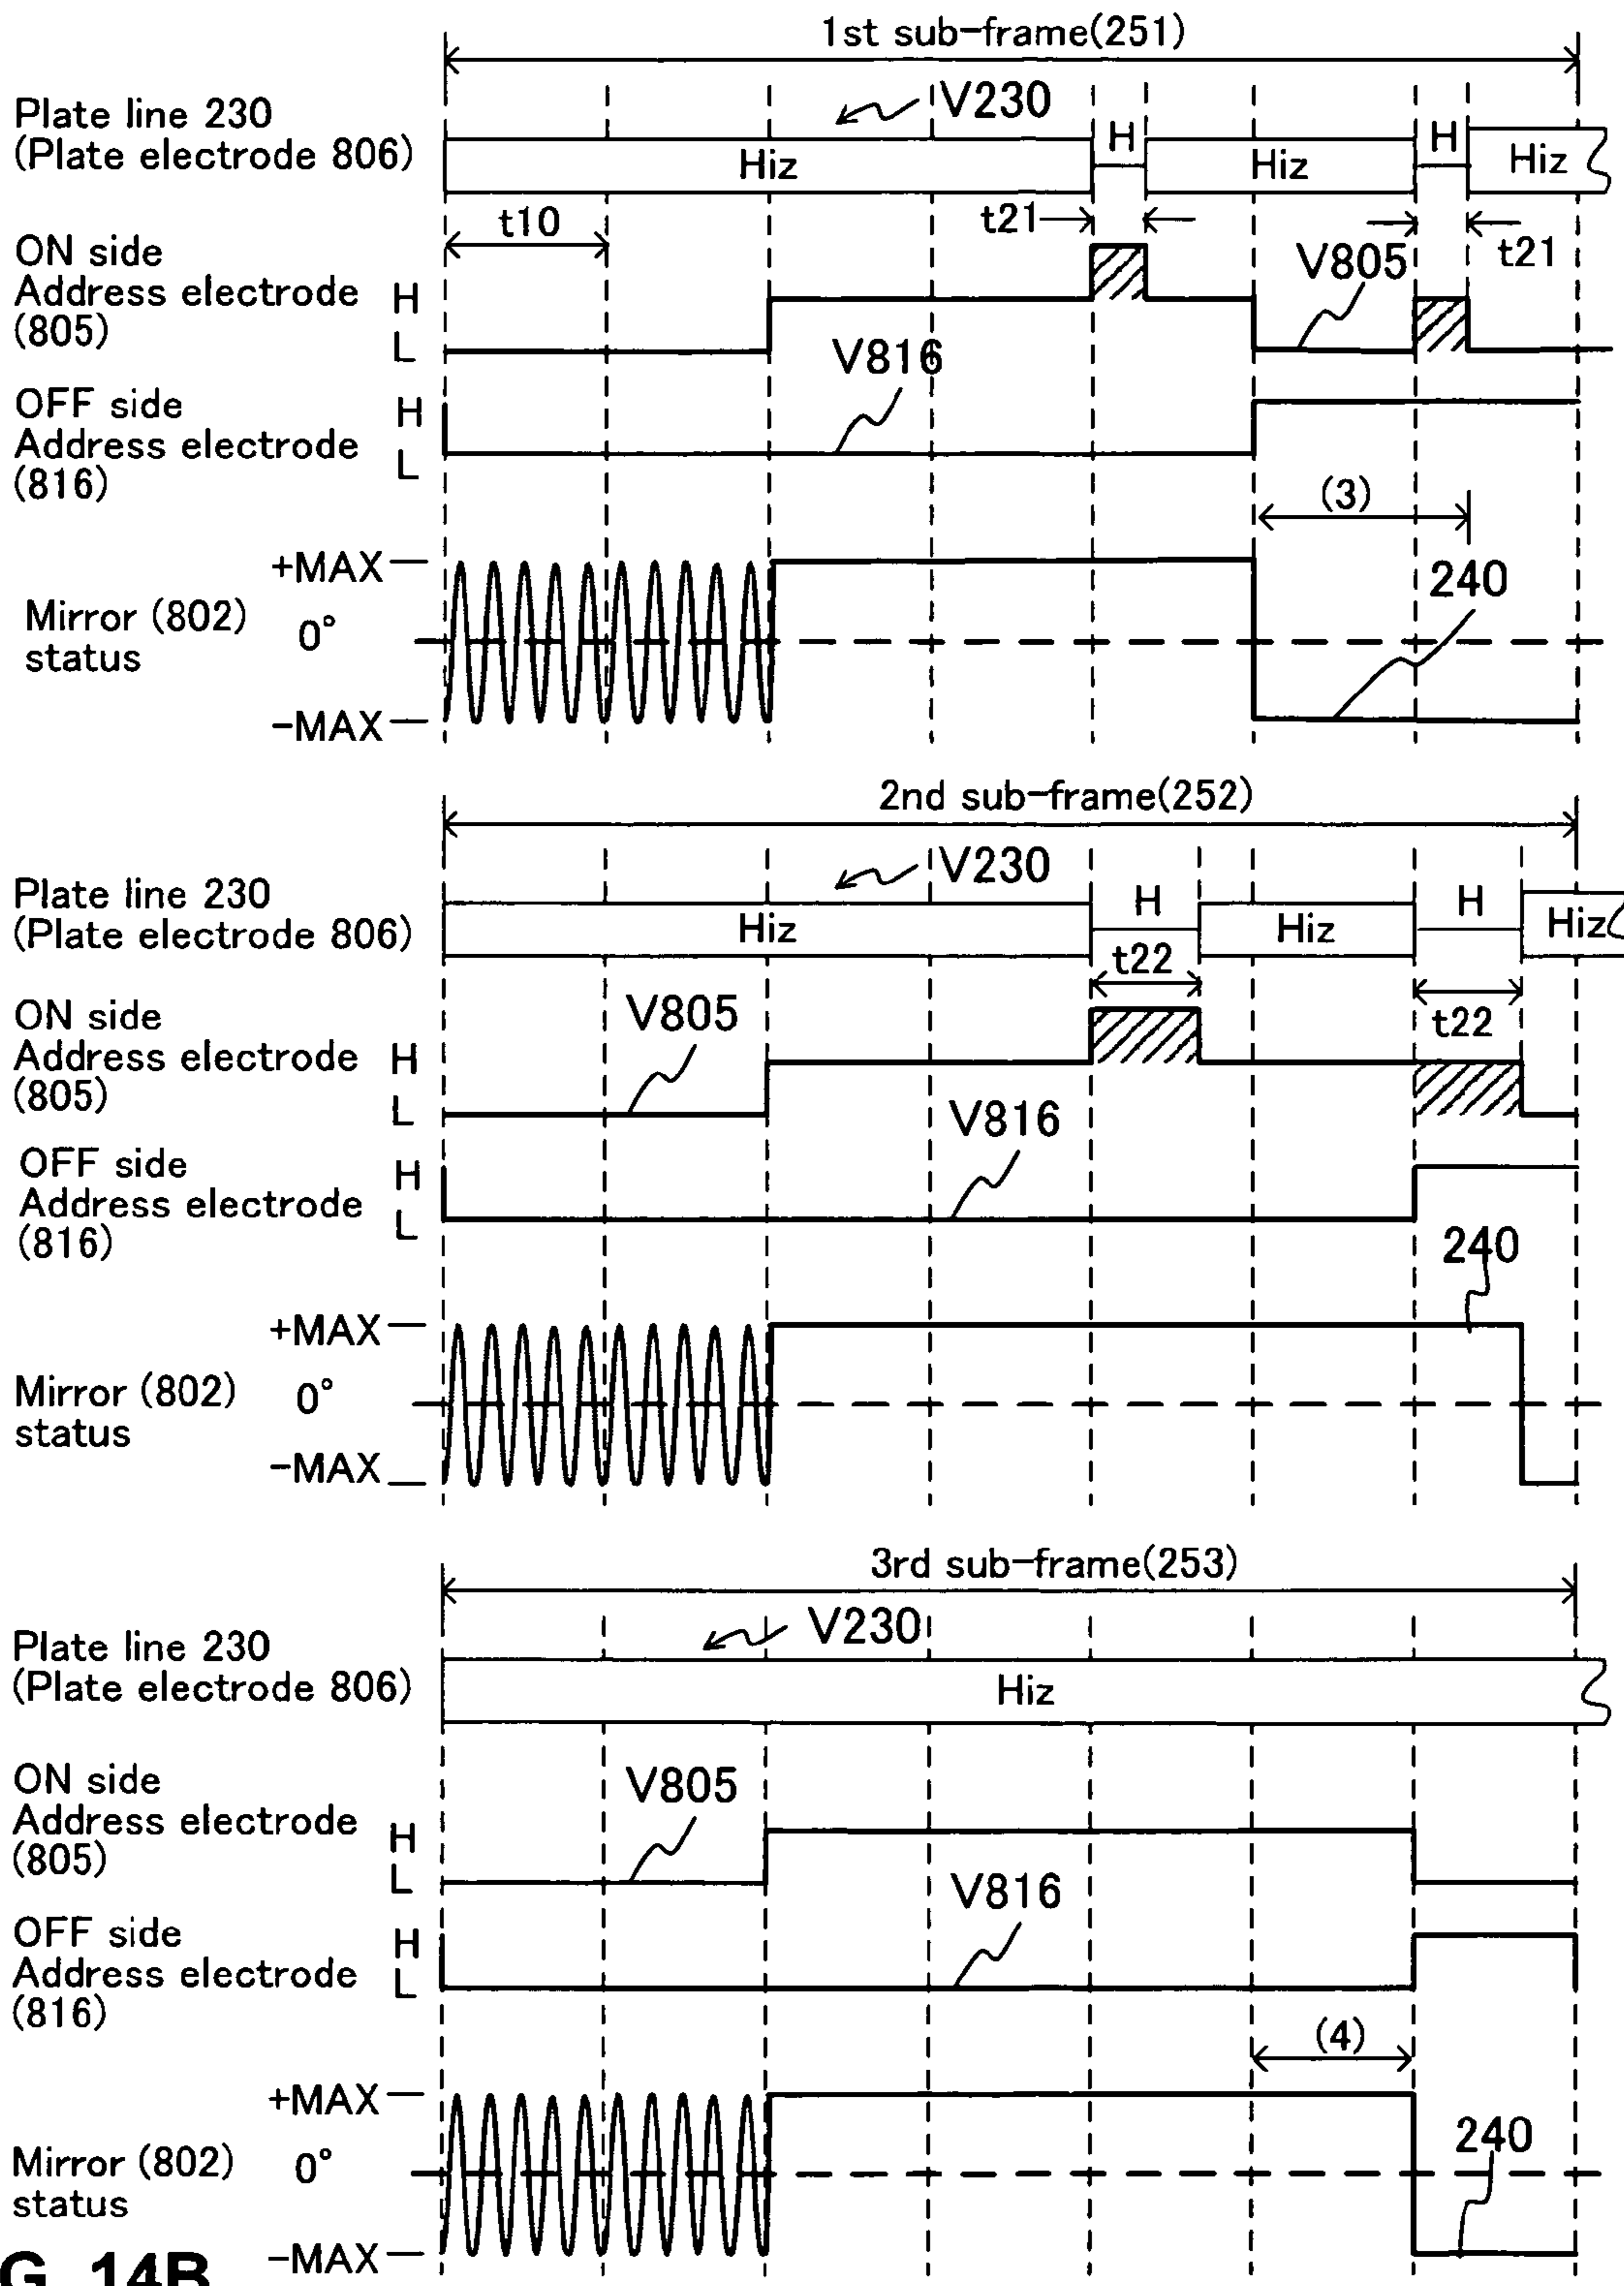 1st sub-frame(251)
Plate line 230
(Plate electrode 806)
V230
Hiz
H
Hiz
H
Hiz
t10
t21
t21
ON side
Address electrode
(805)
H
L
V805
OFF side
Address electrode
(816)
H
L
V816
(3)
Mirror (802)
status
+MAX
0°
-MAX
240
2nd sub-frame(252)
Plate line 230
(Plate electrode 806)
V230
Hiz
H
Hiz
H
Hiz
t22
t22
ON side
Address electrode
(805)
H
L
V805
OFF side
Address electrode
(816)
H
L
V816
240
Mirror (802)
status
+MAX
0°
-MAX
3rd sub-frame(253)
Plate line 230
(Plate electrode 806)
V230
Hiz
ON side
Address electrode
(805)
H
L
V805
OFF side
Address electrode
(816)
H
L
V816
(4)
Mirror (802)
status
+MAX
0°
-MAX
240
G. 14B